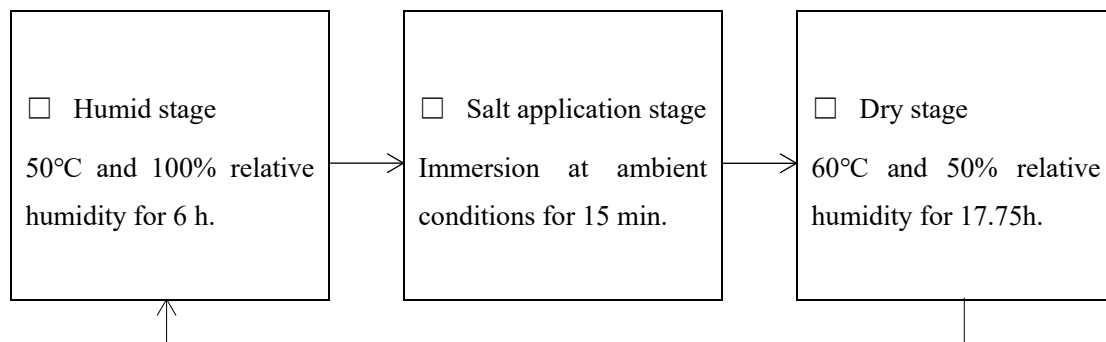 □ Humid stage
50℃ and 100% relative
humidity for 6 h.
□ Salt application stage
Immersion at ambient
conditions for 15 min.
□ Dry stage
60℃ and 50% relative
humidity for 17.75h.